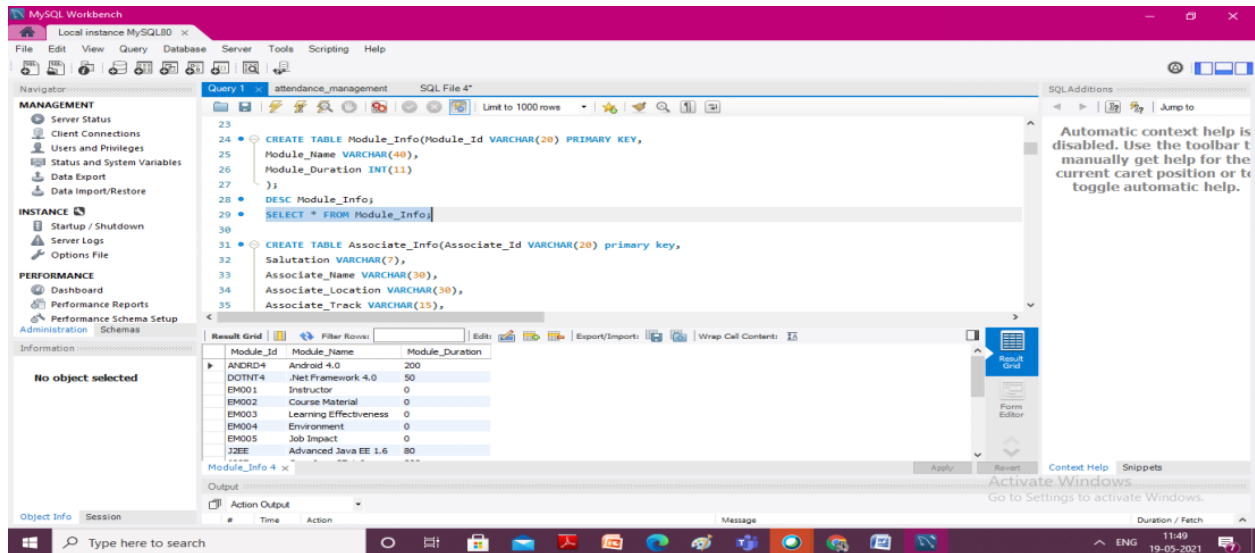 MySQL Workbench
Local instance MySQL80
File Edit View Query Database Server Tools Scripting Help
Navigator
MANAGEMENT
Server Status
Client Connections
Users and Privileges
Status and System Variables
Data Export
Data Import/Restore
INSTANCE
Startup / Shutdown
Server Logs
Options File
PERFORMANCE
Dashboard
Performance Reports
Performance Schema Setup
Administration Schemas
Information
No object selected
Object Info Session
Query 1 attendance_management SQL File 4*
Limit to 1000 rows
23
24 CREATE TABLE Module_Info(Module_Id VARCHAR(20) PRIMARY KEY,
25 Module_Name VARCHAR(40),
26 Module_Duration INT(11)
27 );
28 DESC Module_Info;
29 SELECT * FROM Module_Info;
30
31 CREATE TABLE Associate_Info(Associate_Id VARCHAR(20) primary key,
32 Salutation VARCHAR(7),
33 Associate_Name VARCHAR(30),
34 Associate_Location VARCHAR(30),
35 Associate_Track VARCHAR(15),
Result Grid Filter Rows: Edit: Export/Import: Wrap Cell Content:
Module_Id Module_Name Module_Duration
ANDRD4 Android 4.0 200
DOTNT4 .Net Framework 4.0 50
EM001 Instructor 0
EM002 Course Material 0
EM003 Learning Effectiveness 0
EM004 Environment 0
EM005 Job Impact 0
J2EE Advanced Java EE 1.6 80
Result Grid
Form Editor
Module_Info 4 Apply Revert
Output
Action Output
# Time Action Message Duration / Fetch
SQLAdditions
Jump to
Automatic context help is
disabled. Use the toolbar t
manually get help for the
current caret position or to
toggle automatic help.
Context Help Snippets
Activate Windows
Go to Settings to activate Windows.
Type here to search
ENG
11:49
19-05-2021